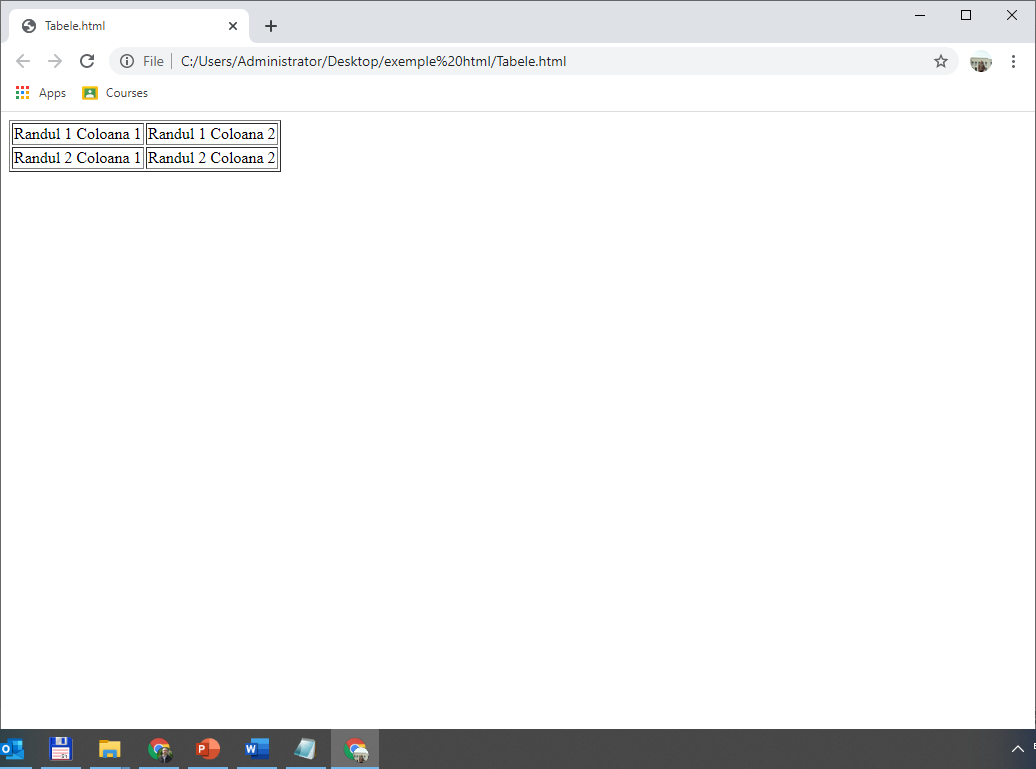 Tabele.html
File C:/Users/Administrator/Desktop/exemple%20html/Tabele.html
Apps Courses
Randul 1 Coloana 1 Randul 1 Coloana 2
Randul 2 Coloana 1 Randul 2 Coloana 2